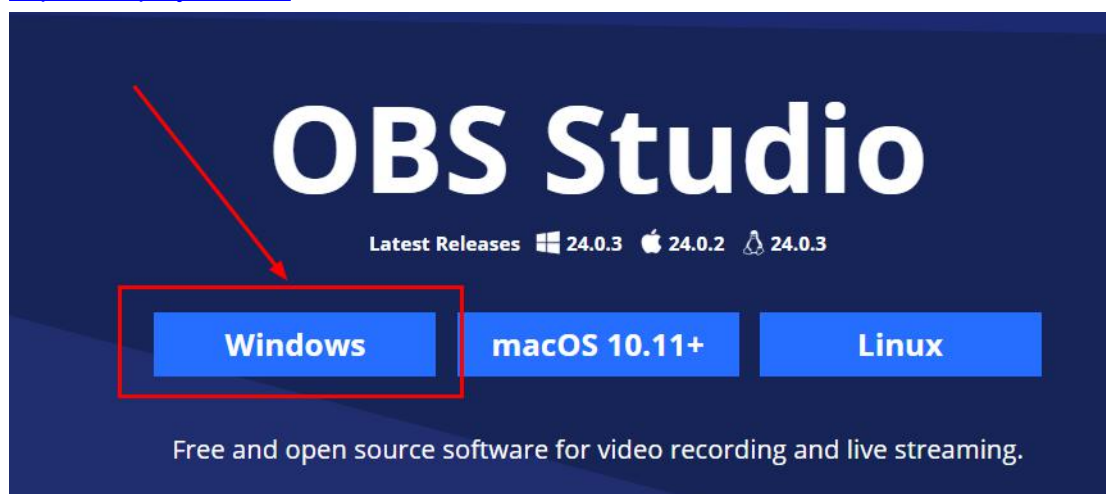 OBS Studio
Latest Releases 24.0.3 24.0.2 24.0.3
Windows macOS 10.11+ Linux
Free and open source software for video recording and live streaming.